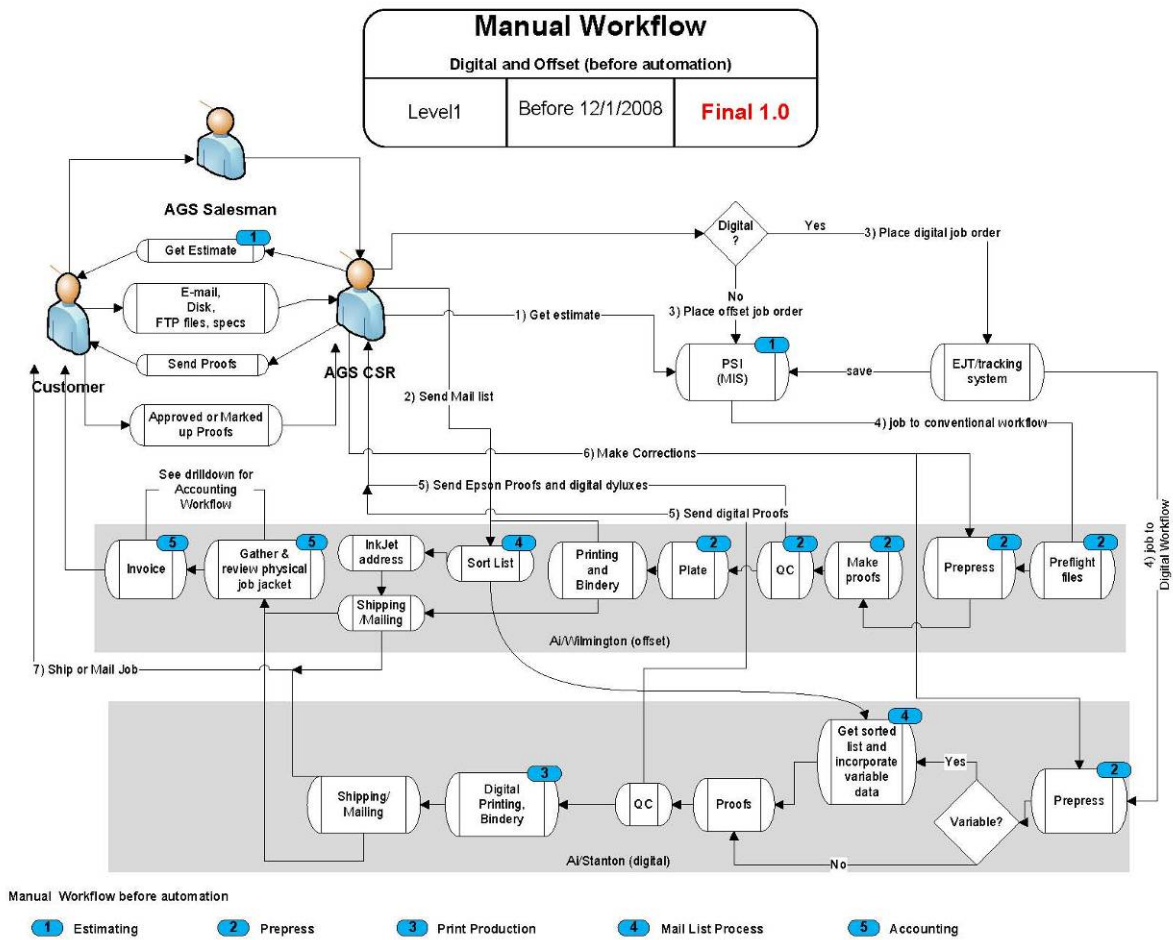 Manual Workflow
Digital and Offset (before automation)
Level1
Before 12/1/2008
Final 1.0
AGS Salesman
1
Get Estimate
E-mail,
Disk,
FTP files, specs
Send Proofs
Customer
AGS CSR
Approved or Marked
up Proofs
Digital
?
Yes
3) Place digital job order
No
3) Place offset job order
1) Get estimate
1
PSI
(MIS)
save
EJT/tracking
system
2) Send Mail list
4) job to conventional workflow
6) Make Corrections
5) Send Epson Proofs and digital dyluxes
5) Send digital Proofs
4) job to
Digital Workflow
See drilldown for
Accounting
Workflow
5
Invoice
5
Gather &
review physical
job jacket
InkJet
address
Shipping
/Mailing
4
Sort List
Printing
and
Bindery
2
Plate
2
QC
2
Make
proofs
2
Prepress
2
Preflight
files
Ai/Wilmington (offset)
7) Ship or Mail Job
4
Get sorted
list and
incorporate
variable
data
Yes
2
Prepress
Variable?
No
Proofs
QC
3
Digital
Printing,
Bindery
Shipping/
Mailing
Ai/Stanton (digital)
Manual Workflow before automation
1 Estimating
2 Prepress
3 Print Production
4 Mail List Process
5 Accounting